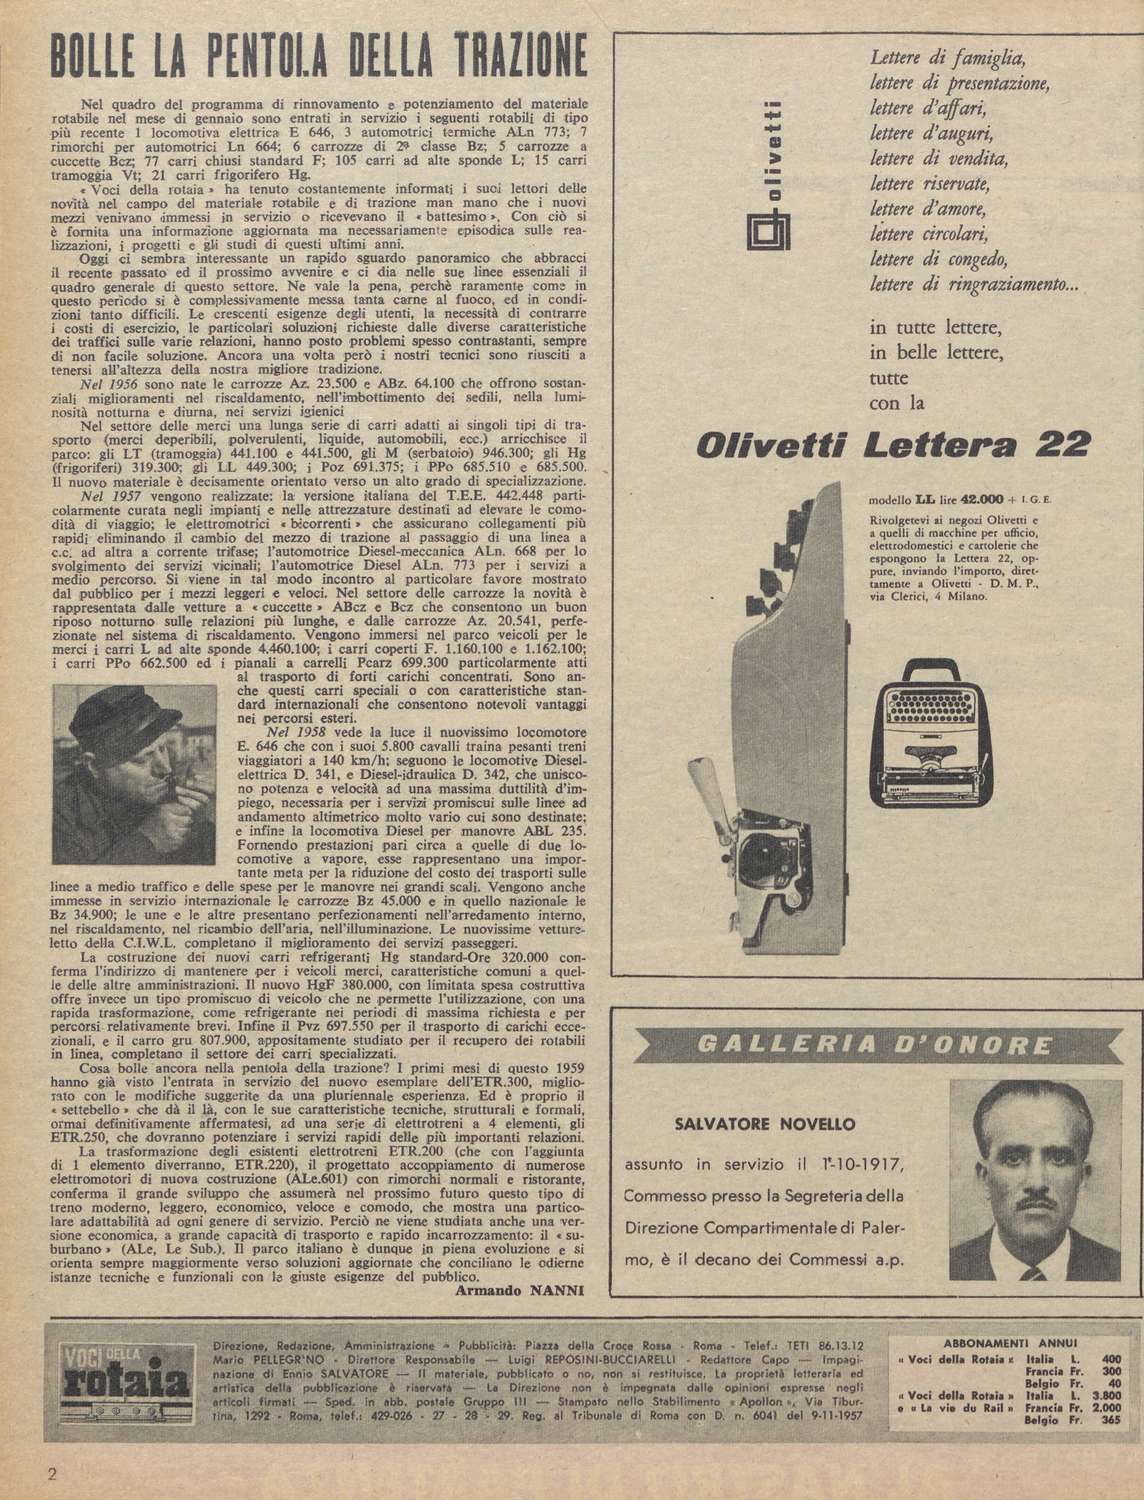 BOLLE LA PENTOLA DELLA TRAZIONE
Nel quadro del programma di rinnovamento e potenziamento del materiale
rotabile nel mese di gennaio sono entrati in servizio i seguenti rotabili di tipo
più recente 1 locomotiva elettrica E 646, 3 automotrici termiche ALn 773; 7
rimorchi per automotrici Ln 664; 6 carrozze di 2ª classe Bz; 5 carrozze a
cuccette Bcz; 77 carri chiusi standard F; 105 carri ad alte sponde L; 15 carri
tramoggia Vt; 21 carri frigorifero Hg.
« Voci della rotaia » ha tenuto costantemente informati i suoi lettori delle
novità nel campo del materiale rotabile e di trazione man mano che i nuovi
mezzi venivano immessi in servizio o ricevevano il « battesimo ». Con ciò si
è fornita una informazione aggiornata ma necessariamente episodica sulle rea-
lizzazioni, i progetti e gli studi di questi ultimi anni.
Oggi ci sembra interessante un rapido sguardo panoramico che abbracci
il recente passato ed il prossimo avvenire e ci dia nelle sue linee essenziali il
quadro generale di questo settore. Ne vale la pena, perchè raramente come in
questo periodo si è complessivamente messa tanta carne al fuoco, ed in condi-
zioni tanto difficili. Le crescenti esigenze degli utenti, la necessità di contrarre
i costi di esercizio, le particolari soluzioni richieste dalle diverse caratteristiche
dei traffici sulle varie relazioni, hanno posto problemi spesso contrastanti, sempre
di non facile soluzione. Ancora una volta però i nostri tecnici sono riusciti a
tenersi all'altezza della nostra migliore tradizione.
Nel 1956 sono nate le carrozze Az. 23.500 e ABz. 64.100 che offrono sostan-
ziali miglioramenti nel riscaldamento, nell'imbottimento dei sedili, nella lumi-
nosità notturna e diurna, nei servizi igienici
Nel settore delle merci una lunga serie di carri adatti ai singoli tipi di tra-
sporto (merci deperibili, polverulenti, liquide, automobili, ecc.) arricchisce il
parco: gli LT (tramoggia) 441.100 e 441.500, gli M (serbatoio) 946.300; gli Hg
(frigoriferi) 319.300; gli LL 449.300; i Poz 691.375; i PPo 685.510 e 685.500.
Il nuovo materiale è decisamente orientato verso un alto grado di specializzazione.
Nel 1957 vengono realizzate: la versione italiana del T.E.E. 442.448 parti-
colarmente curata negli impianti e nelle attrezzature destinati ad elevare le como-
dità di viaggio; le elettromotrici « bicorrenti » che assicurano collegamenti più
rapidi eliminando il cambio del mezzo di trazione al passaggio di una linea a
c.c. ad altra a corrente trifase; l'automotrice Diesel-meccanica ALn. 668 per lo
svolgimento dei servizi vicinali; l'automotrice Diesel ALn. 773 per i servizi a
medio percorso. Si viene in tal modo incontro al particolare favore mostrato
dal pubblico per i mezzi leggeri e veloci. Nel settore delle carrozze la novità è
rappresentata dalle vetture a « cuccette » ABcz e Bcz che consentono un buon
riposo notturno sulle relazioni più lunghe, e dalle carrozze Az. 20.541, perfe-
zionate nel sistema di riscaldamento. Vengono immersi nel parco veicoli per le
merci i carri L ad alte sponde 4.460.100; i carri coperti F. 1.160.100 e 1.162.100;
i carri PPo 662.500 ed i pianali a carrelli Pcarz 699.300 particolarmente atti
al trasporto di forti carichi concentrati. Sono an-
che questi carri speciali o con caratteristiche stan-
dard internazionali che consentono notevoli vantaggi
nei percorsi esteri.
Nel 1958 vede la luce il nuovissimo locomotore
E. 646 che con i suoi 5.800 cavalli traina pesanti treni
viaggiatori a 140 km/h; seguono le locomotive Diesel-
elettrica D. 341, e Diesel-idraulica D. 342, che unisco-
no potenza e velocità ad una massima duttilità d'im-
piego, necessaria per i servizi promiscui sulle linee ad
andamento altimetrico molto vario cui sono destinate;
e infine la locomotiva Diesel per manovre ABL 235.
Fornendo prestazioni pari circa a quelle di due lo-
comotive a vapore, esse rappresentano una impor-
tante meta per la riduzione del costo dei trasporti sulle
linee a medio traffico e delle spese per le manovre nei grandi scali. Vengono anche
immesse in servizio internazionale le carrozze Bz 45.000 e in quello nazionale le
Bz 34.900; le une e le altre presentano perfezionamenti nell'arredamento interno,
nel riscaldamento, nel ricambio dell'aria, nell'illuminazione. Le nuovissime vetture-
letto della C.I.W.L. completano il miglioramento dei servizi passeggeri.
La costruzione dei nuovi carri refrigeranti Hg standard-Ore 320.000 con-
ferma l'indirizzo di mantenere per i veicoli merci, caratteristiche comuni a quel-
le delle altre amministrazioni. Il nuovo HgF 380.000, con limitata spesa costruttiva
offre invece un tipo promiscuo di veicolo che ne permette l'utilizzazione, con una
rapida trasformazione, come refrigerante nei periodi di massima richiesta e per
percorsi relativamente brevi. Infine il Pvz 697.550 per il trasporto di carichi ecce-
zionali, e il carro gru 807.900, appositamente studiato per il recupero dei rotabili
in linea, completano il settore dei carri specializzati.
Cosa bolle ancora nella pentola della trazione? I primi mesi di questo 1959
hanno già visto l'entrata in servizio del nuovo esemplare dell'ETR.300, miglio-
rato con le modifiche suggerite da una pluriennale esperienza. Ed è proprio il
« settebello » che dà il là, con le sue caratteristiche tecniche, strutturali e formali,
ormai definitivamente affermatesi, ad una serie di elettrotreni a 4 elementi, gli
ETR.250, che dovranno potenziare i servizi rapidi delle più importanti relazioni.
La trasformazione degli esistenti elettrotreni ETR.200 (che con l'aggiunta
di 1 elemento diverranno, ETR.220), il progettato accoppiamento di numerose
elettromotori di nuova costruzione (ALe.601) con rimorchi normali e ristorante,
conferma il grande sviluppo che assumerà nel prossimo futuro questo tipo di
treno moderno, leggero, economico, veloce e comodo, che mostra una partico-
lare adattabilità ad ogni genere di servizio. Perciò ne viene studiata anche una ver-
sione economica, a grande capacità di trasporto e rapido incarrozzamento: il « su-
burbano » (ALe, Le Sub.). Il parco italiano è dunque in piena evoluzione e si
orienta sempre maggiormente verso soluzioni aggiornate che conciliano le odierne
istanze tecniche e funzionali con la giuste esigenze del pubblico.
Armando NANNI
olivetti
Lettere di famiglia,
lettere di presentazione,
lettere d'affari,
lettere d'auguri,
lettere di vendita,
lettere riservate,
lettere d'amore,
lettere circolari,
lettere di congedo,
lettere di ringraziamento...
in tutte lettere,
in belle lettere,
tutte
con la
Olivetti Lettera 22
modello LL lire 42.000 + I. G. E.
Rivolgetevi ai negozi Olivetti e
a quelli di macchine per ufficio,
elettrodomestici e cartolerie che
espongono la Lettera 22, op-
pure, inviando l'importo, diret-
tamente a Olivetti - D. M. P.,
via Clerici, 4 Milano.
GALLERIA D'ONORE
SALVATORE NOVELLO
assunto in servizio il 1°-10-1917,
Commesso presso la Segreteria della
Direzione Compartimentale di Paler-
mo, è il decano dei Commessi a.p.
VOCI DELLA
rotaia
Direzione, Redazione, Amministrazione - Pubblicità: Piazza della Croce Rossa - Roma - Telef.: TETI 86.13.12
Mario PELLEGRINO - Direttore Responsabile — Luigi REPOSINI-BUCCIARELLI - Redattore Capo — Impagi-
nazione di Ennio SALVATORE — Il materiale, pubblicato o no, non si restituisce. La proprietà letteraria ed
artistica della pubblicazione è riservata — La Direzione non è impegnata dalle opinioni espresse negli
articoli firmati — Sped. in abb. postale Gruppo III — Stampato nello Stabilimento « Apollon », Via Tibur-
tina, 1292 - Roma, telef.: 429-026 - 27 - 28 - 29. Reg. al Tribunale di Roma con D. n. 6041 del 9-11-1957
ABBONAMENTI ANNUI
« Voci della Rotaia « Italia L. 400
Francia Fr. 300
Belgio Fr. 40
« Voci della Rotaia » Italia L. 3.800
e « La vie du Rail » Francia Fr. 2.000
Belgio Fr. 365
2